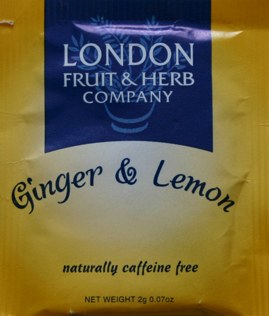 LONDON
FRUIT & HERB
COMPANY
Ginger & Lemon
naturally caffeine free
NET WEIGHT 2g 0.07oz